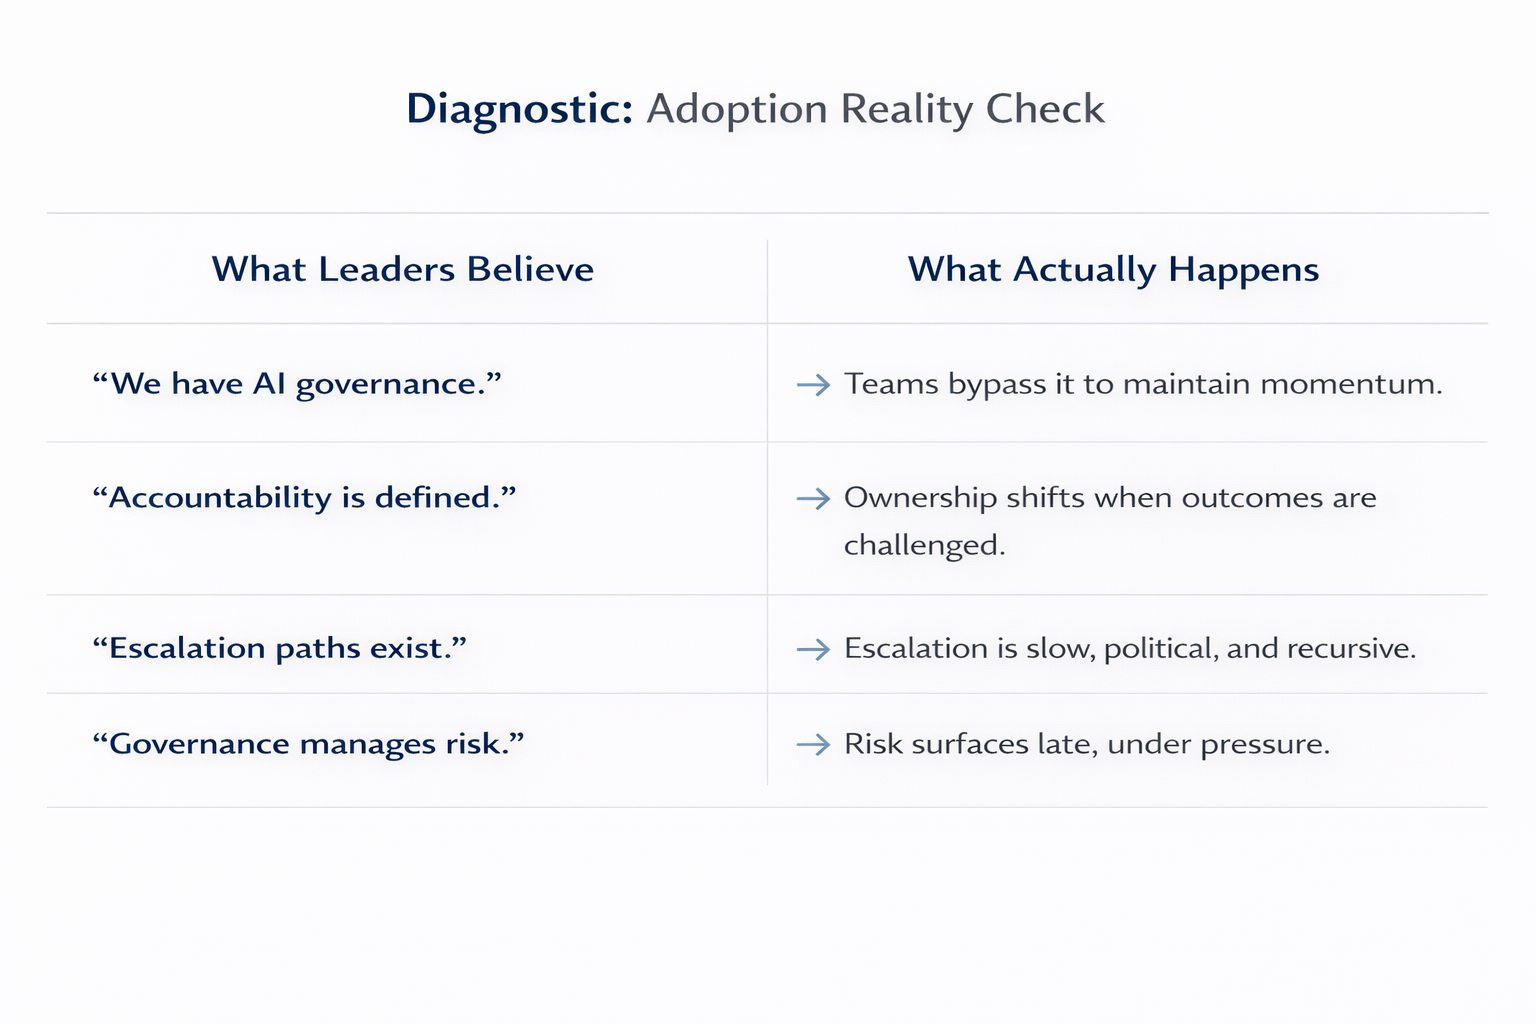 Diagnostic: Adoption Reality Check
What Leaders Believe
What Actually Happens
“We have AI governance.”
→ Teams bypass it to maintain momentum.
“Accountability is defined.”
→ Ownership shifts when outcomes are
challenged.
“Escalation paths exist.”
→ Escalation is slow, political, and recursive.
“Governance manages risk.”
→ Risk surfaces late, under pressure.